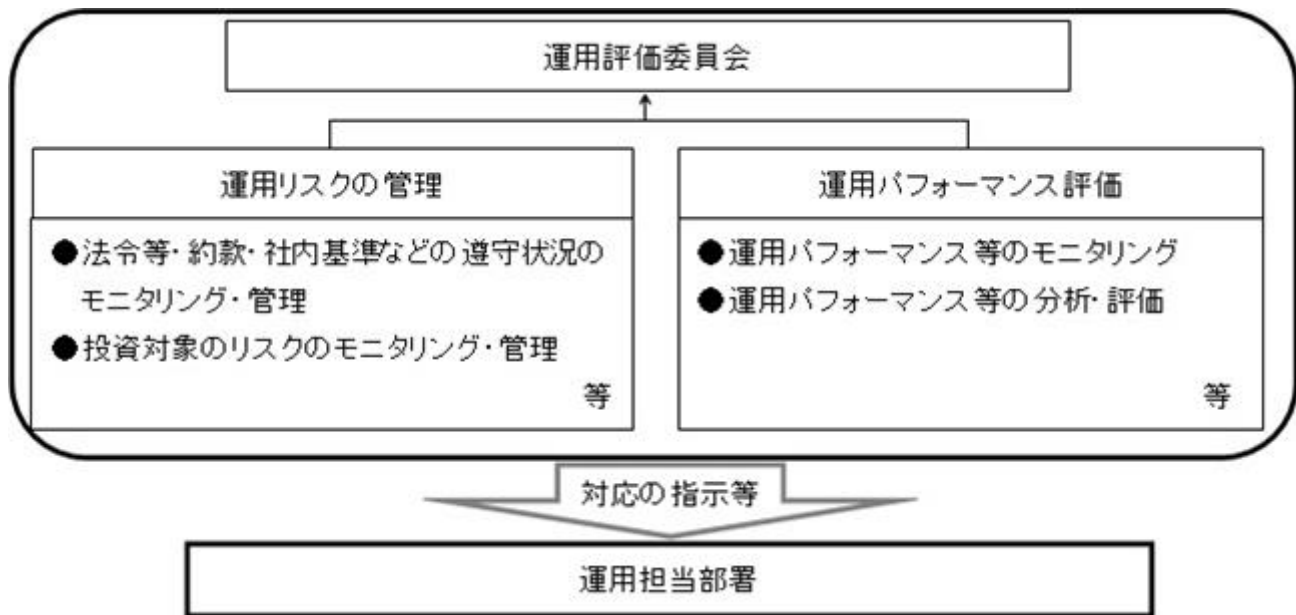 運用評価委員会
運用リスクの管理
●法令等・約款・社内基準などの遵守状況の
モニタリング・管理
●投資対象のリスクのモニタリング・管理
等
運用パフォーマンス評価
●運用パフォーマンス等のモニタリング
●運用パフォーマンス等の分析・評価
等
対応の指示等
運用担当部署